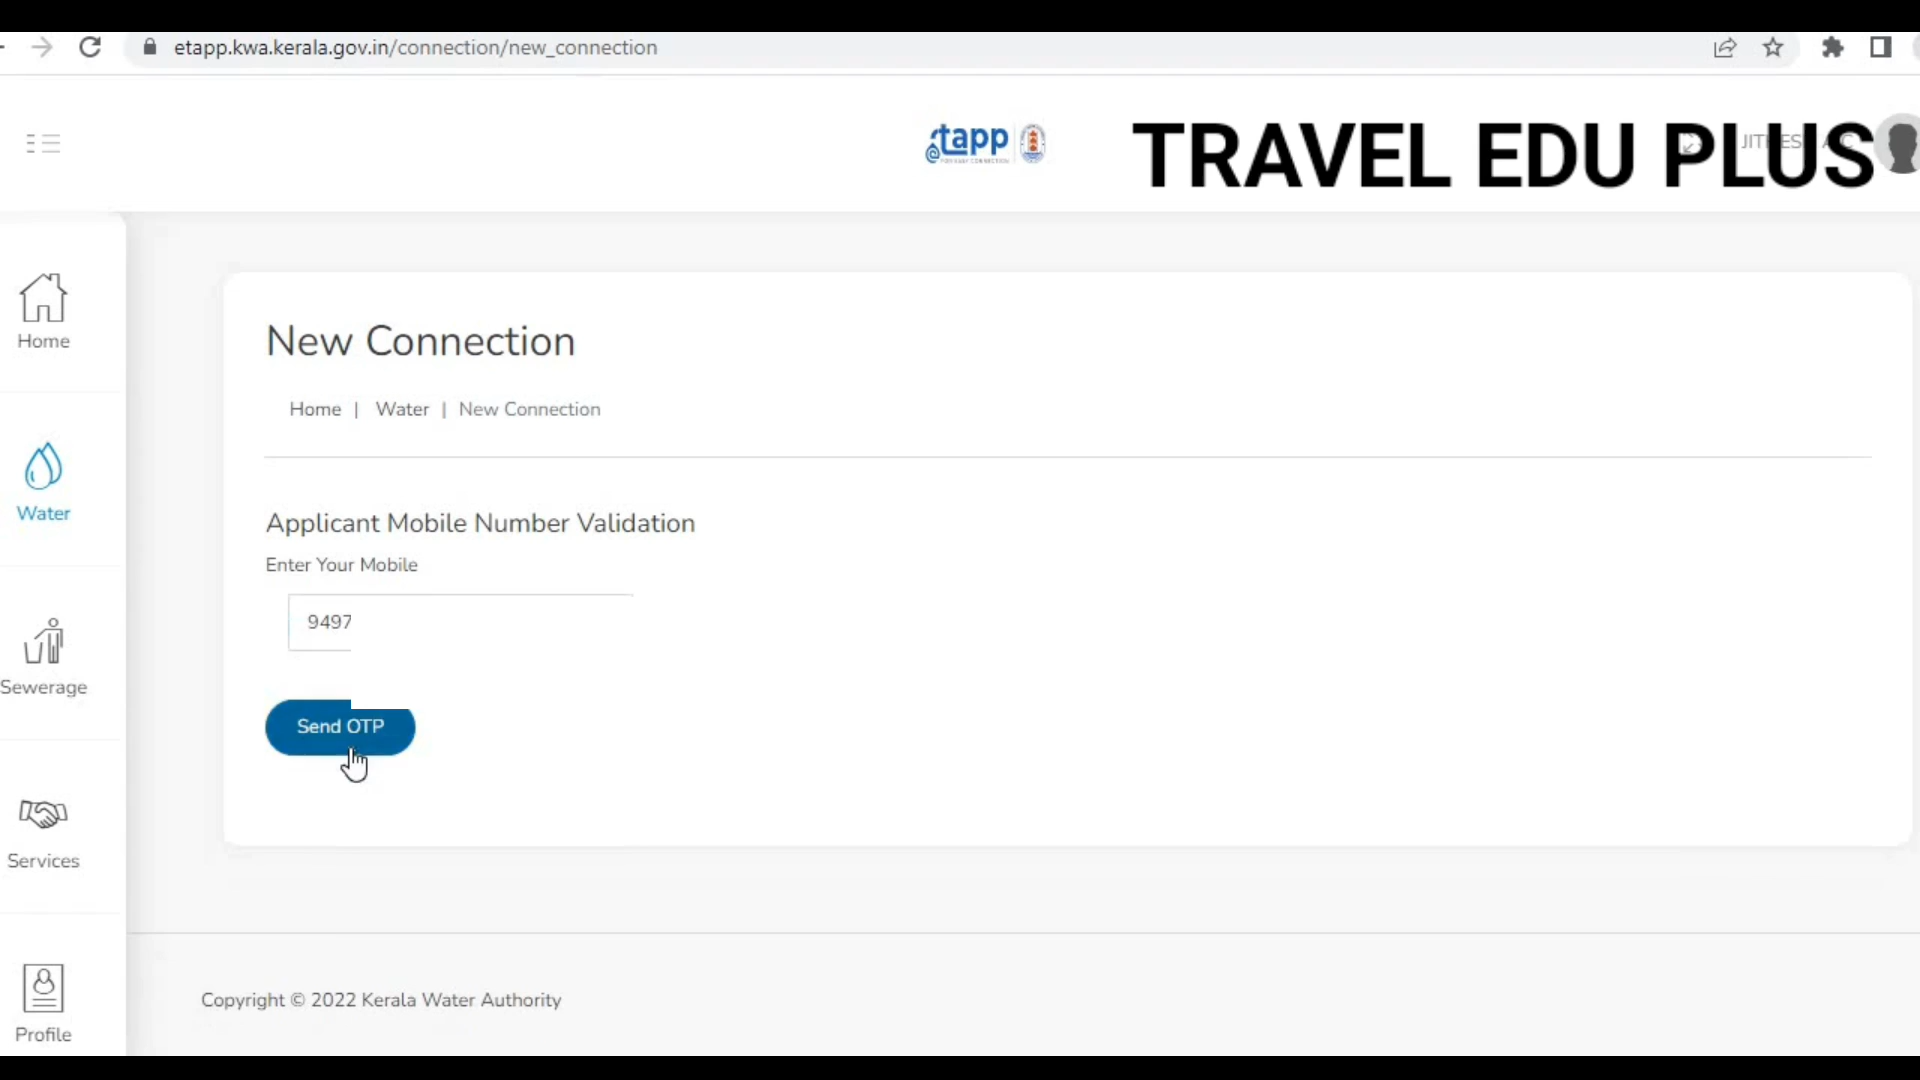 etapp.kwa.kerala.gov.in/connection/new_connection
tapp
TRAVEL EDU PLUS
Home
Water
Sewerage
Services
Profile
New Connection
Home | Water | New Connection
Applicant Mobile Number Validation
Enter Your Mobile
9497
Send OTP
Copyright © 2022 Kerala Water Authority